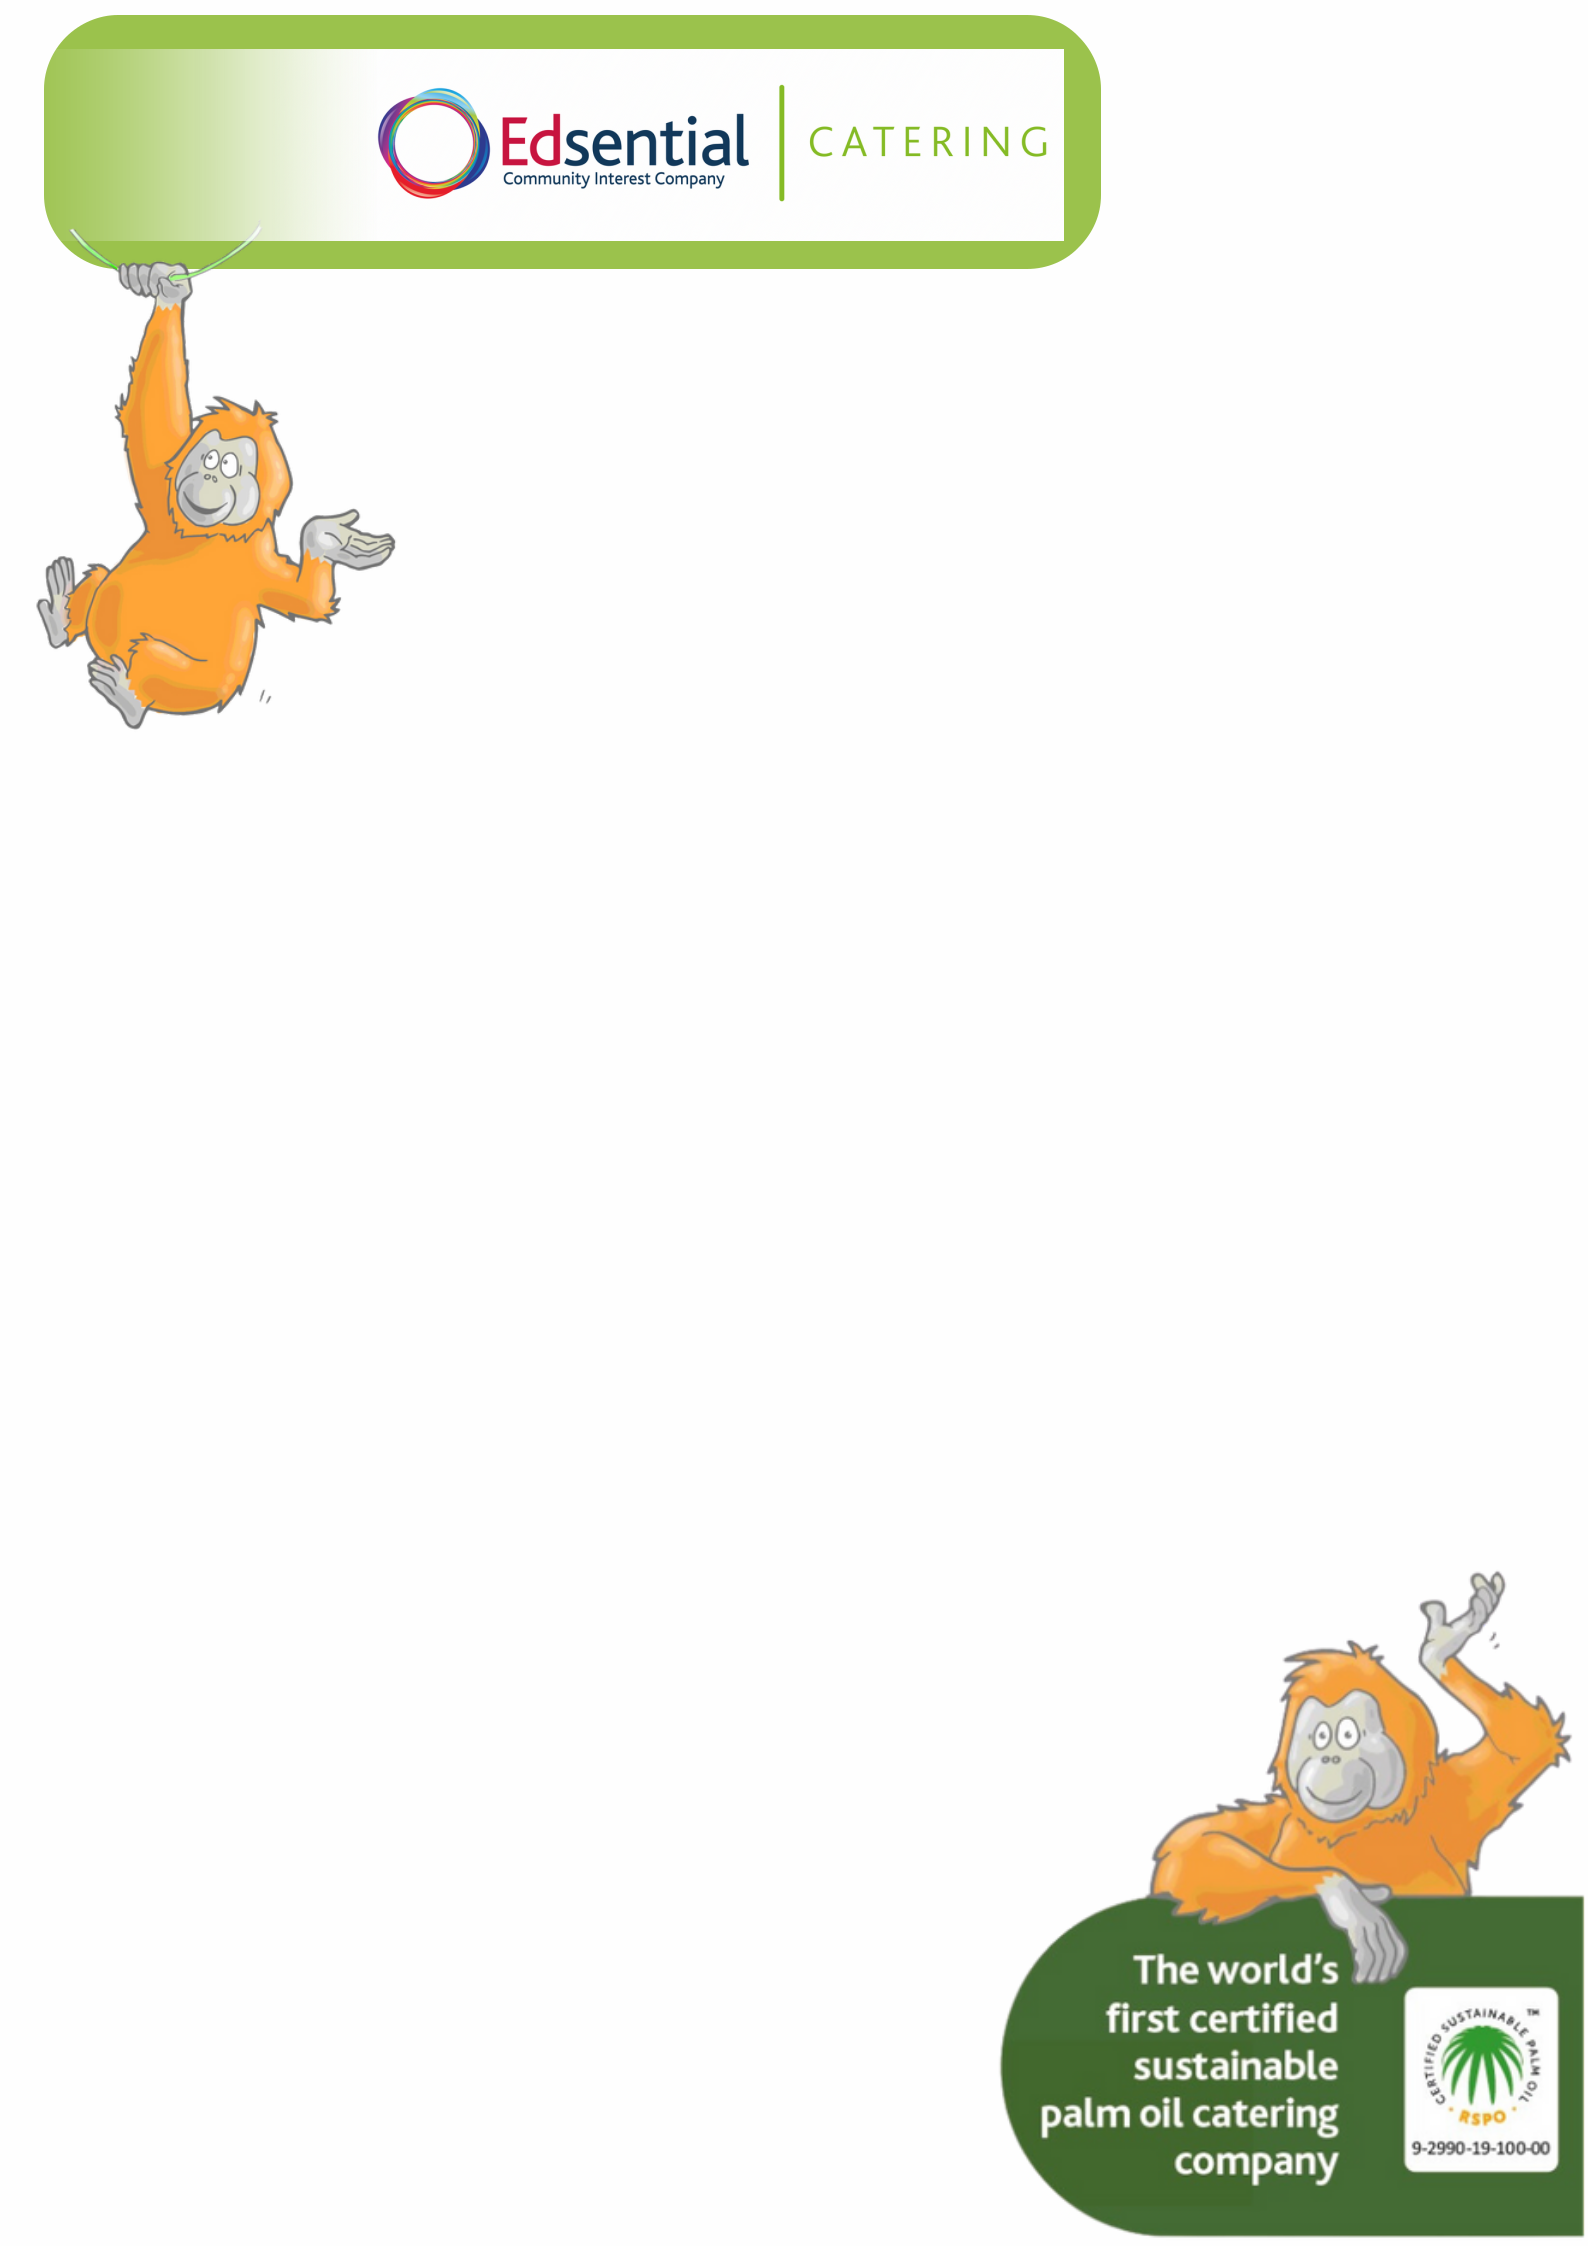 Edsential
Community Interest Company
CATERING
The world's
first certified
sustainable
palm oil catering
company
CERTIFIED SUSTAINABLE PALM OIL ™
RSPO
9-2990-19-100-00